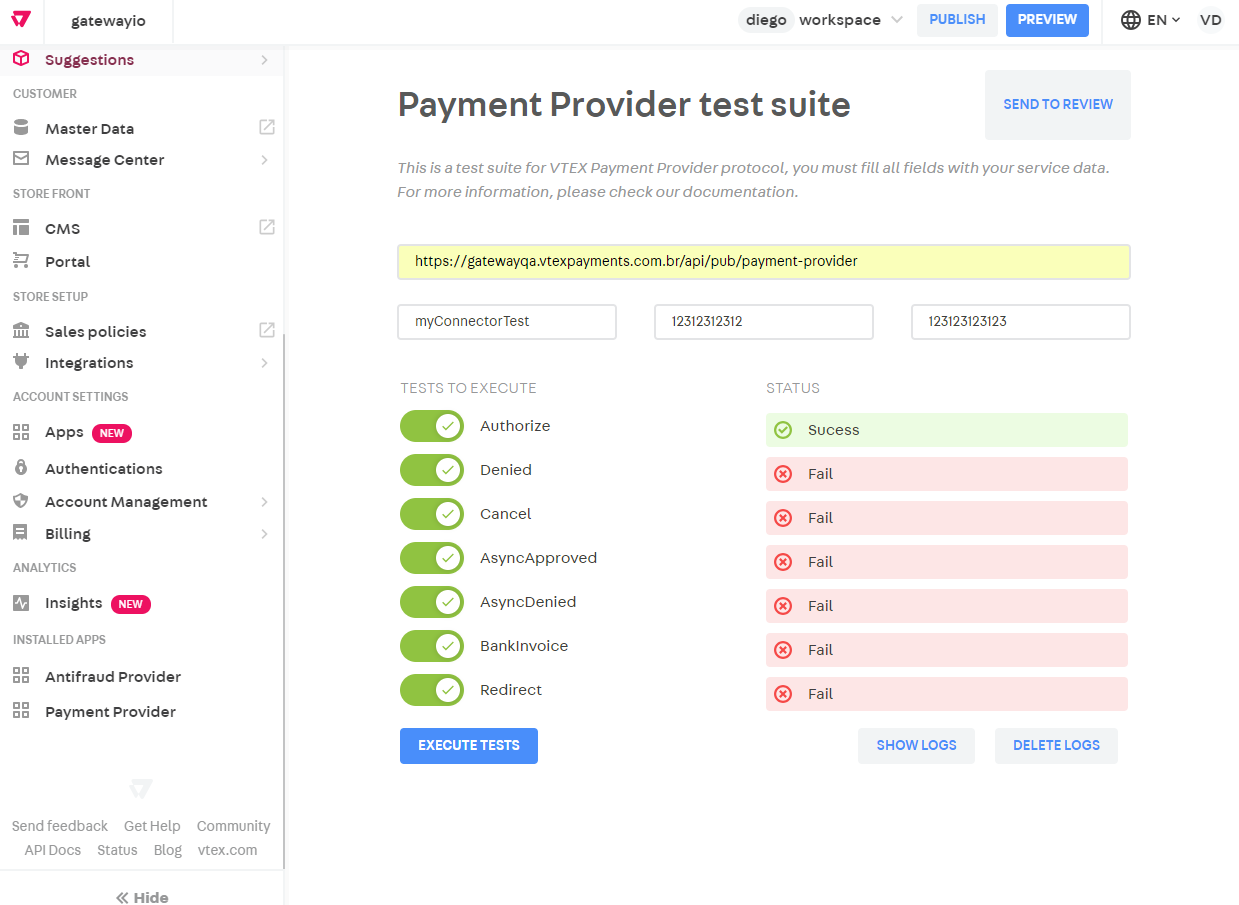 gatewayio
diego workspace
PUBLISH
PREVIEW
EN
VD
Suggestions
CUSTOMER
Master Data
Message Center
STORE FRONT
CMS
Portal
STORE SETUP
Sales policies
Integrations
ACCOUNT SETTINGS
Apps NEW
Authentications
Account Management
Billing
ANALYTICS
Insights NEW
INSTALLED APPS
Antifraud Provider
Payment Provider
Send feedback Get Help Community
API Docs Status Blog vtex.com
Hide
Payment Provider test suite
SEND TO REVIEW
This is a test suite for VTEX Payment Provider protocol, you must fill all fields with your service data.
For more information, please check our documentation.
https://gatewayqa.vtexpayments.com.br/api/pub/payment-provider
myConnectorTest 12312312312 123123123123
TESTS TO EXECUTE STATUS
Authorize Sucess
Denied Fail
Cancel Fail
AsyncApproved Fail
AsyncDenied Fail
BankInvoice Fail
Redirect Fail
EXECUTE TESTS SHOW LOGS DELETE LOGS